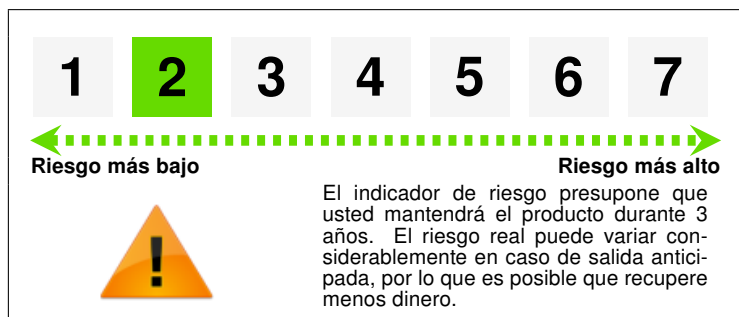 1 2 3 4 5 6 7
Riesgo más bajo Riesgo más alto
El indicador de riesgo presupone que
usted mantendrá el producto durante 3
años. El riesgo real puede variar con-
siderablemente en caso de salida antici-
pada, por lo que es posible que recupere
menos dinero.